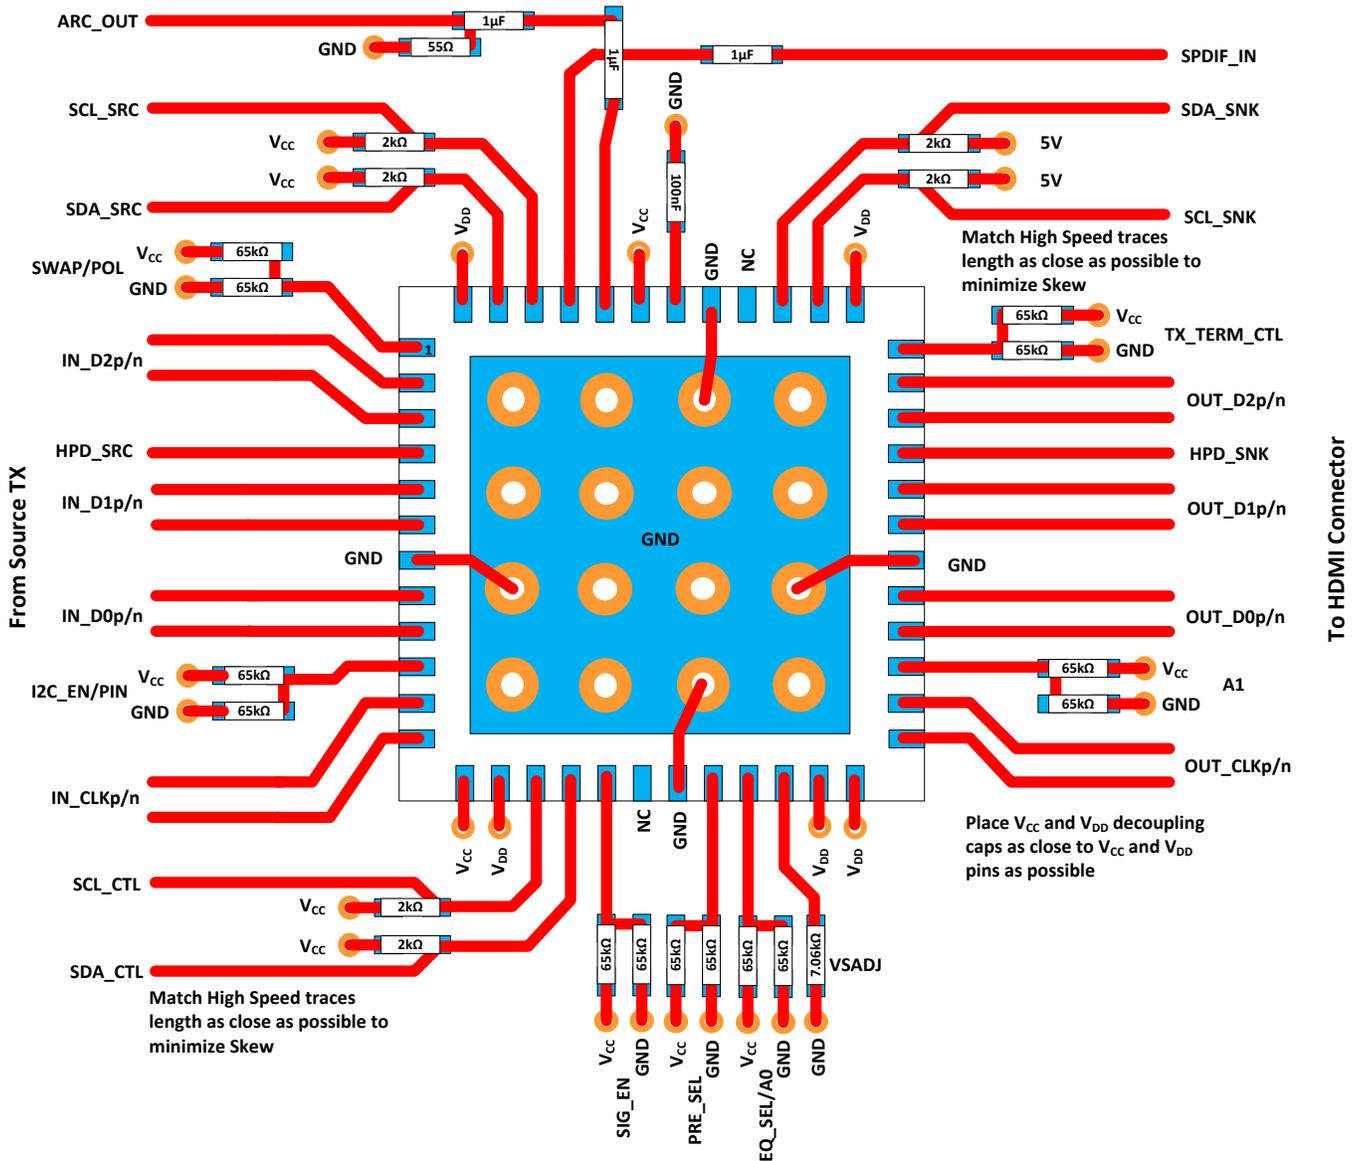 ARC_OUT
1µF
GND
55Ω
1µF
1µF
SPDIF_IN
SCL_SRC
GND
SDA_SNK
VCC
2kΩ
2kΩ
5V
VCC
2kΩ
100nF
2kΩ
5V
SDA_SRC
SCL_SNK
VDD
VCC
GND
NC
VDD
Match High Speed traces
length as close as possible to
minimize Skew
VCC
65kΩ
SWAP/POL
GND
65kΩ
65kΩ
VCC
TX_TERM_CTL
65kΩ
GND
1
IN_D2p/n
OUT_D2p/n
HPD_SRC
HPD_SNK
IN_D1p/n
OUT_D1p/n
From Source TX
To HDMI Connector
GND
GND
GND
IN_D0p/n
OUT_D0p/n
VCC
65kΩ
I2C_EN/PIN
GND
65kΩ
65kΩ
VCC
A1
65kΩ
GND
IN_CLKp/n
OUT_CLKp/n
VCC
VDD
NC
GND
VDD
VDD
Place VCC and VDD decoupling
caps as close to VCC and VDD
pins as possible
SCL_CTL
VCC
2kΩ
VCC
2kΩ
SDA_CTL
65kΩ
65kΩ
65kΩ
65kΩ
65kΩ
65kΩ
7.06kΩ
VSADJ
Match High Speed traces
length as close as possible to
minimize Skew
VCC
GND
VCC
GND
VCC
GND
GND
SIG_EN
PRE_SEL
EQ_SEL/A0